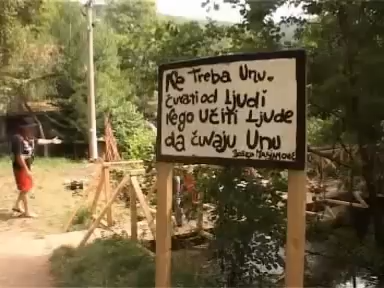 Ne Treba Unu.
čuvati od Ljudi
Nego Učiti Ljude
da čuvaju Unu